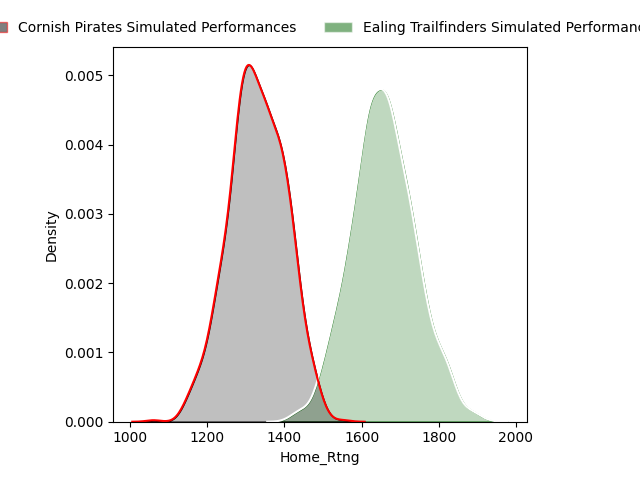 Cornish Pirates Simulated Performances
Ealing Trailfinders Simulated
0.005
0.004
0.003
0.002
0.001
0.000
Density
1000 1200 1400 1600 1800 2000
Home_Rtng